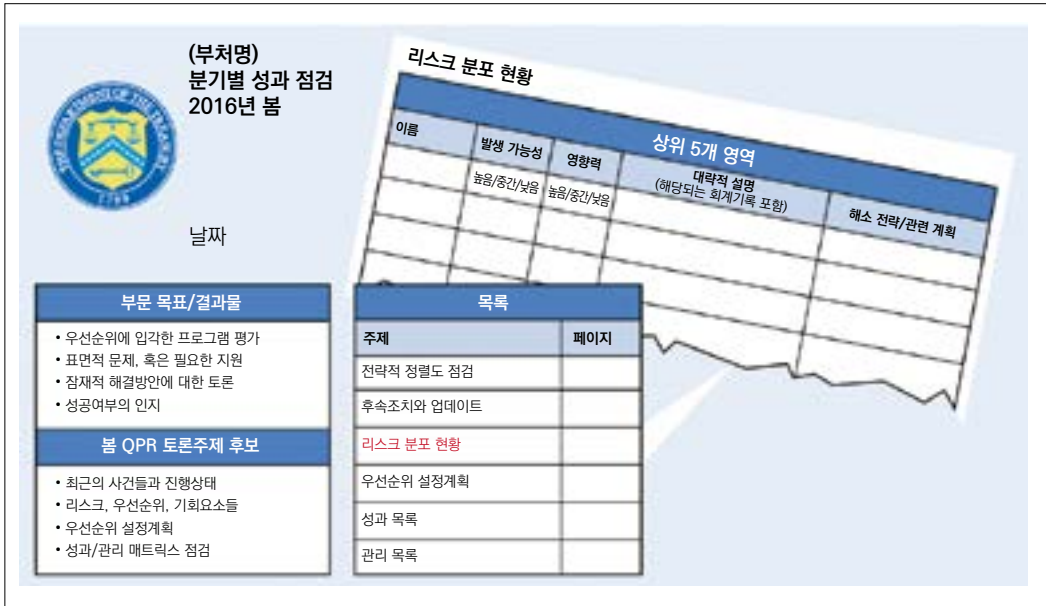 (부처명)
분기별 성과 점검
2016년 봄
THE DEPARTMENT OF THE TREASURY
1789
날짜
리스크 분포 현황
상위 5개 영역
이름
발생 가능성
영향력
대략적 설명
(해당되는 회계기록 포함)
해소 전략/관련 계획
높음/중간/낮음
높음/중간/낮음
부문 목표/결과물
• 우선순위에 입각한 프로그램 평가
• 표면적 문제, 혹은 필요한 지원
• 잠재적 해결방안에 대한 토론
• 성공여부의 인지
봄 QPR 토론주제 후보
• 최근의 사건들과 진행상태
• 리스크, 우선순위, 기회요소들
• 우선순위 설정계획
• 성과/관리 매트릭스 점검
목록
주제
페이지
전략적 정렬도 점검
후속조치와 업데이트
리스크 분포 현황
우선순위 설정계획
성과 목록
관리 목록